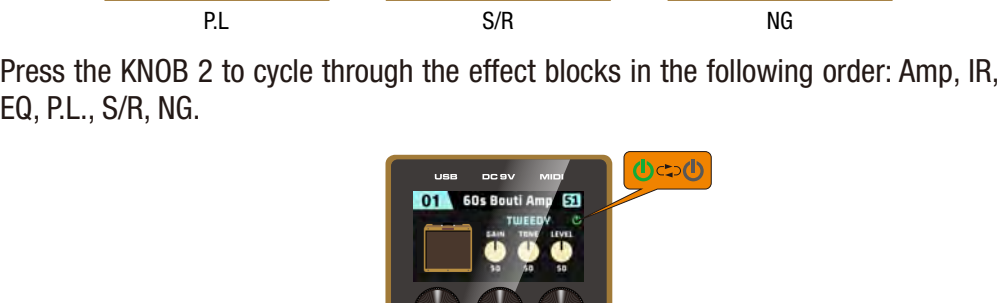 P.L S/R NG
Press the KNOB 2 to cycle through the effect blocks in the following order: Amp, IR,
EQ, P.L., S/R, NG.
USB DC 9V MIDI
01 60s Bouti Amp S1
TWEEDY
GAIN TONE LEVEL
50 50 50